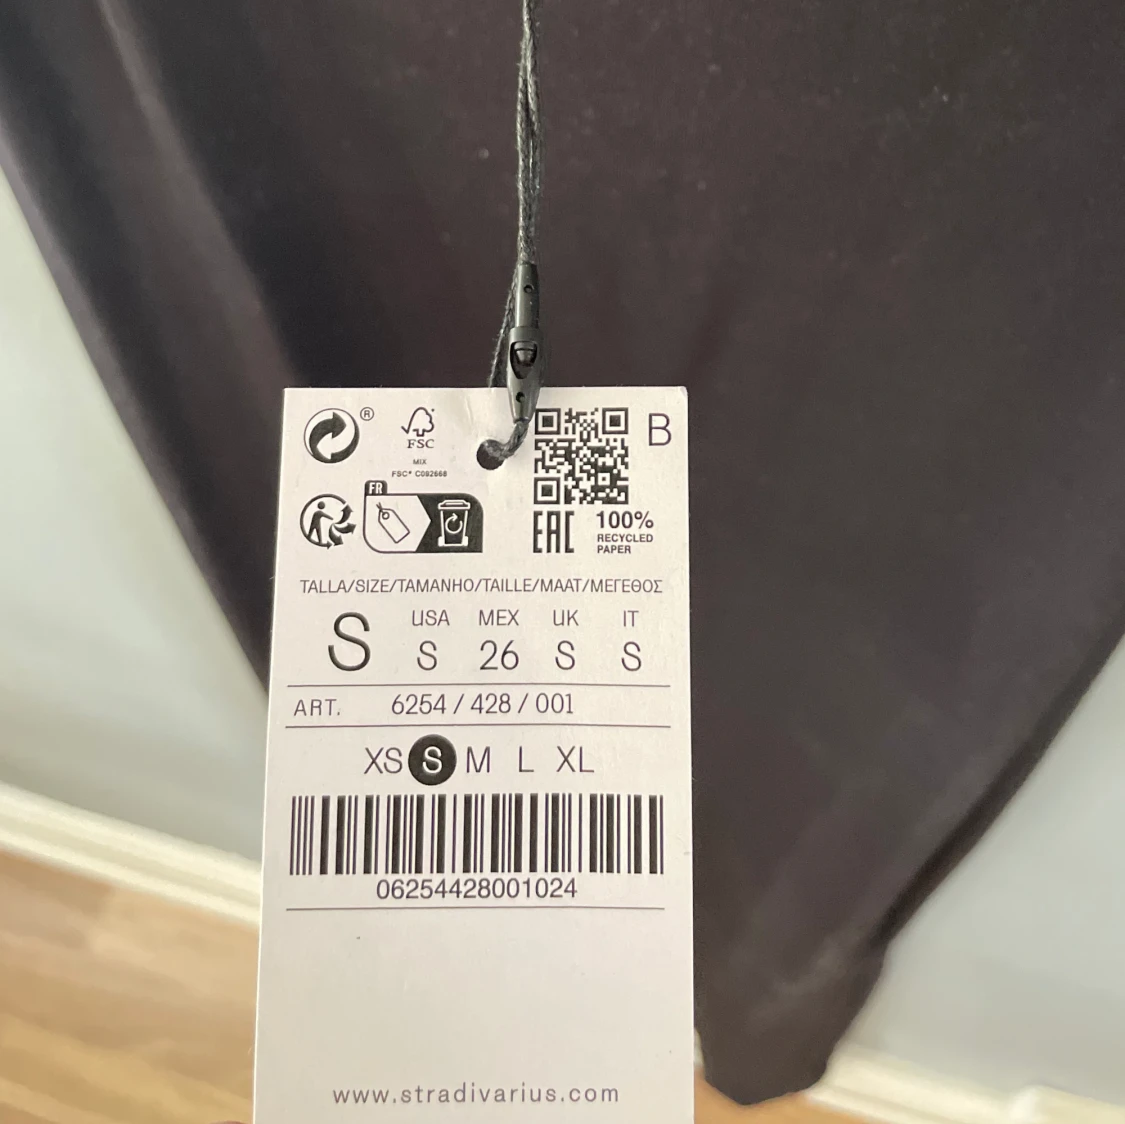 ®
FSC
MIX
FSC® C092668
B
FR
EAC
100%
RECYCLED
PAPER
TALLA/SIZE/TAMANHO/TAILLE/MAAT/ΜΕΓΕΘΟΣ
USA MEX UK IT
S S 26 S S
ART. 6254 / 428 / 001
XS S M L XL
06254428001024
www.stradivarius.com